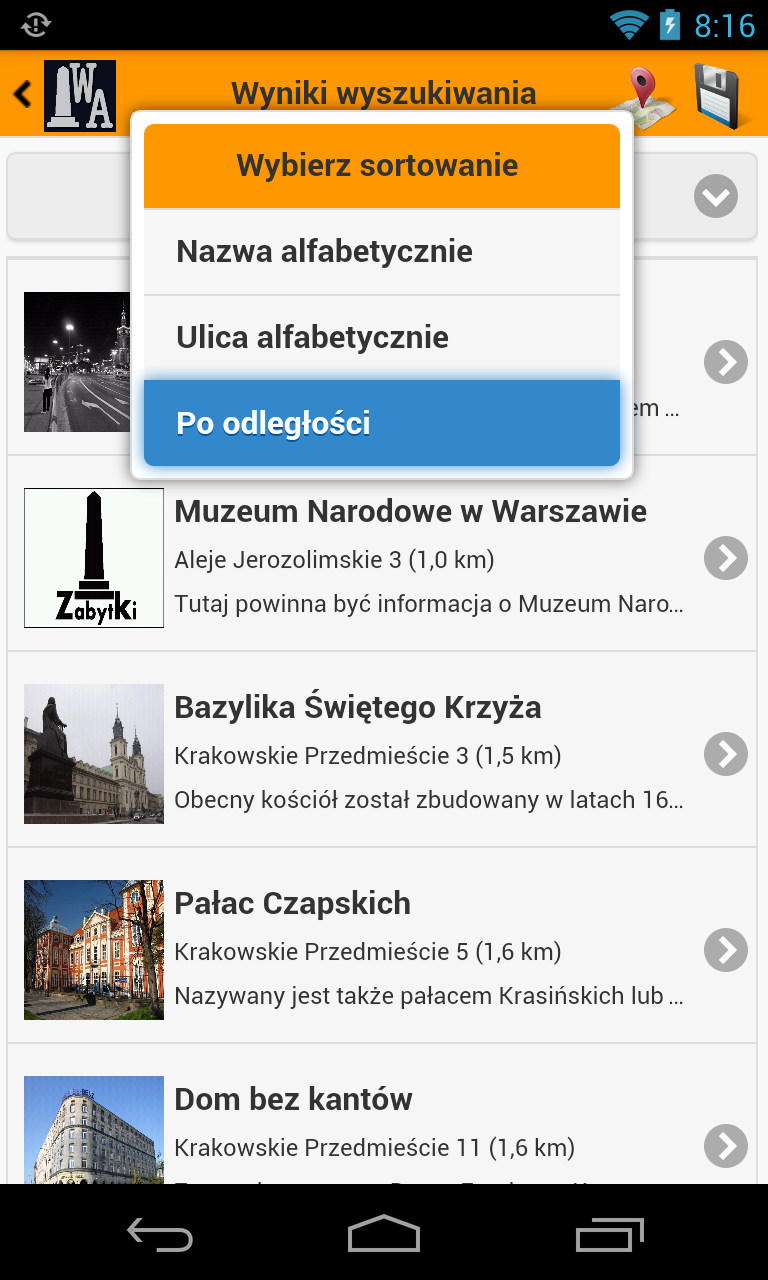 8:16
WA
Wyniki wyszukiwania
Wybierz sortowanie
Nazwa alfabetycznie
Ulica alfabetycznie
Po odległości
em ...
Muzeum Narodowe w Warszawie
Aleje Jerozolimskie 3 (1,0 km)
Zabytki
Tutaj powinna być informacja o Muzeum Naro...
Bazylika Świętego Krzyża
Krakowskie Przedmieście 3 (1,5 km)
Obecny kościół został zbudowany w latach 16...
Pałac Czapskich
Krakowskie Przedmieście 5 (1,6 km)
Nazywany jest także pałacem Krasińskich lub ...
Dom bez kantów
Krakowskie Przedmieście 11 (1,6 km)